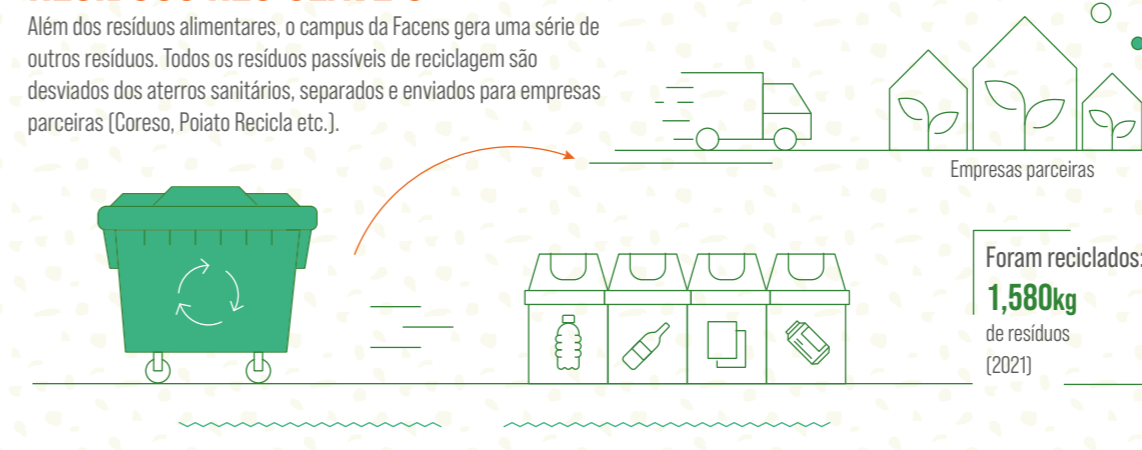 Além dos resíduos alimentares, o campus da Facens gera uma série de
outros resíduos. Todos os resíduos passíveis de reciclagem são
desviados dos aterros sanitários, separados e enviados para empresas
parceiras (Coreso, Poiato Recicla etc.).
Empresas parceiras
Foram reciclados:
1,580kg
de resíduos
(2021)